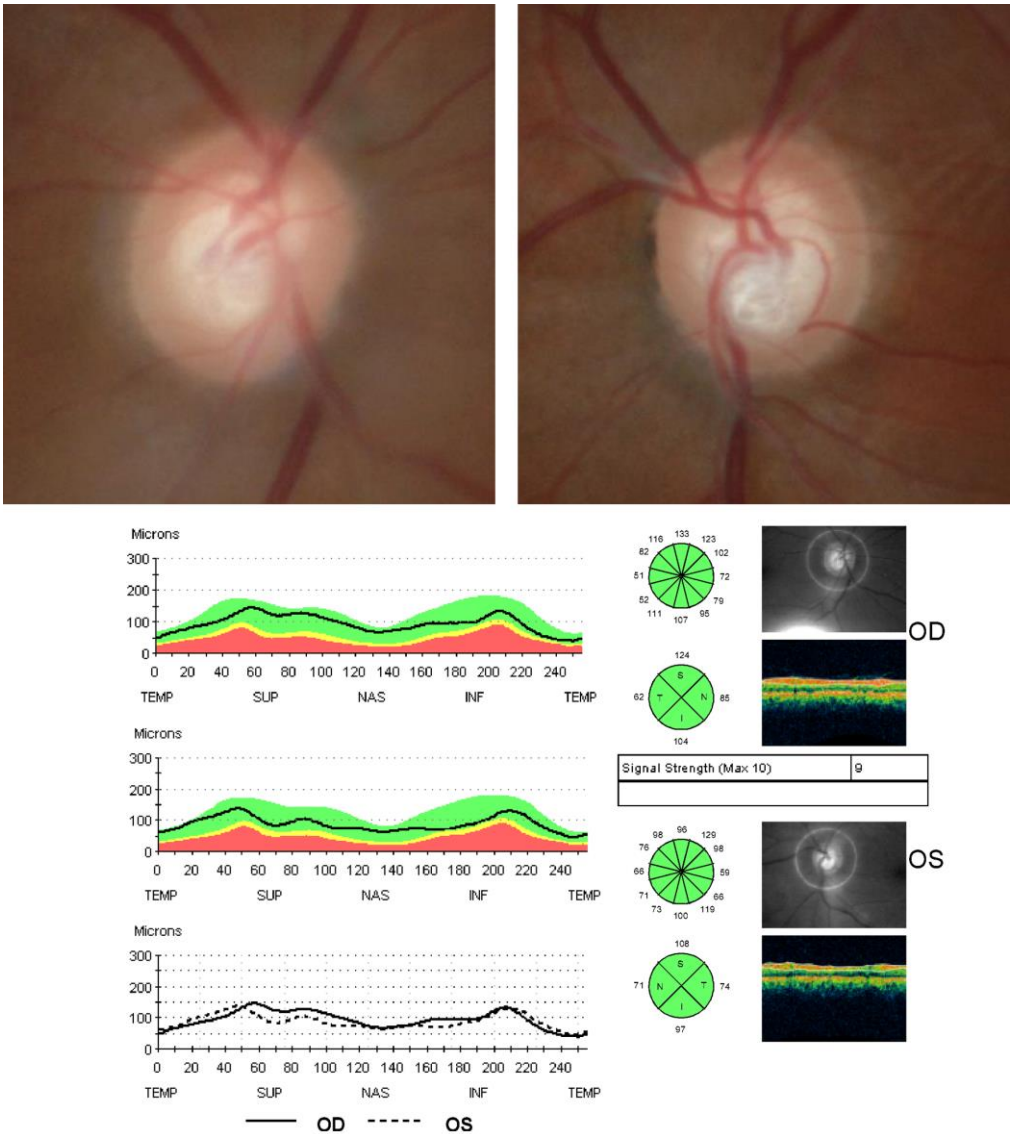 Microns
300
200
100
0
0 20 40 60 80 100 120 140 160 180 200 220 240
TEMP SUP NAS INF TEMP
116 133 123
82 102
51 72
52 79
111 107 95
OD
124
S
62 T N 85
I
104
Signal Strength (Max 10) 9
Microns
300
200
100
0
0 20 40 60 80 100 120 140 160 180 200 220 240
TEMP SUP NAS INF TEMP
98 96 129
76 98
66 59
71 66
73 100 119
OS
108
S
71 N T 74
I
97
Microns
300
200
100
0
0 20 40 60 80 100 120 140 160 180 200 220 240
TEMP SUP NAS INF TEMP
OD OS